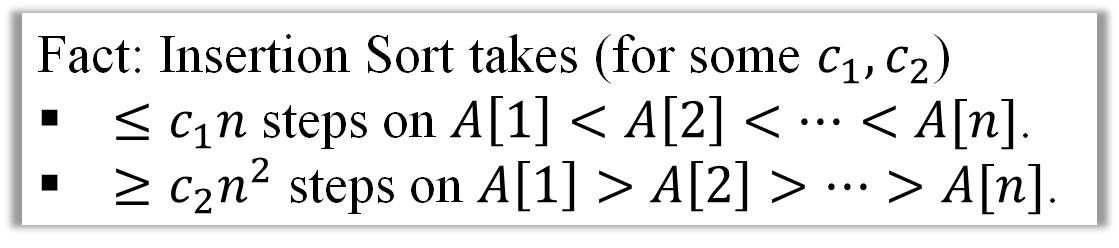 Fact: Insertion Sort takes (for some c₁, c₂)
▪ ≤ c₁n steps on A[1] < A[2] < ⋯ < A[n].
▪ ≥ c₂n² steps on A[1] > A[2] > ⋯ > A[n].